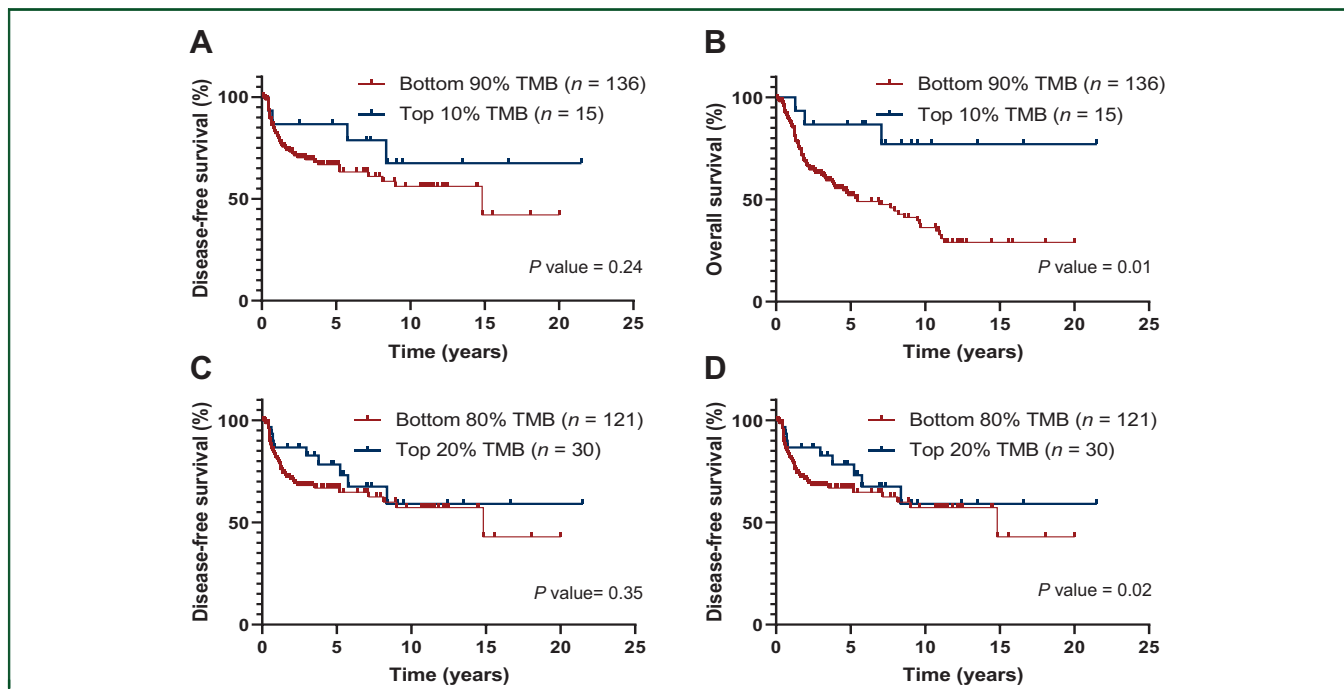 A
Bottom 90% TMB (n = 136)
Top 10% TMB (n = 15)
Disease-free survival (%)
100
50
0
P value = 0.24
0 5 10 15 20 25
Time (years)
B
Bottom 90% TMB (n = 136)
Top 10% TMB (n = 15)
Overall survival (%)
100
50
0
P value = 0.01
0 5 10 15 20 25
Time (years)
C
Bottom 80% TMB (n = 121)
Top 20% TMB (n = 30)
Disease-free survival (%)
100
50
0
P value= 0.35
0 5 10 15 20 25
Time (years)
D
Bottom 80% TMB (n = 121)
Top 20% TMB (n = 30)
Disease-free survival (%)
100
50
0
P value = 0.02
0 5 10 15 20 25
Time (years)